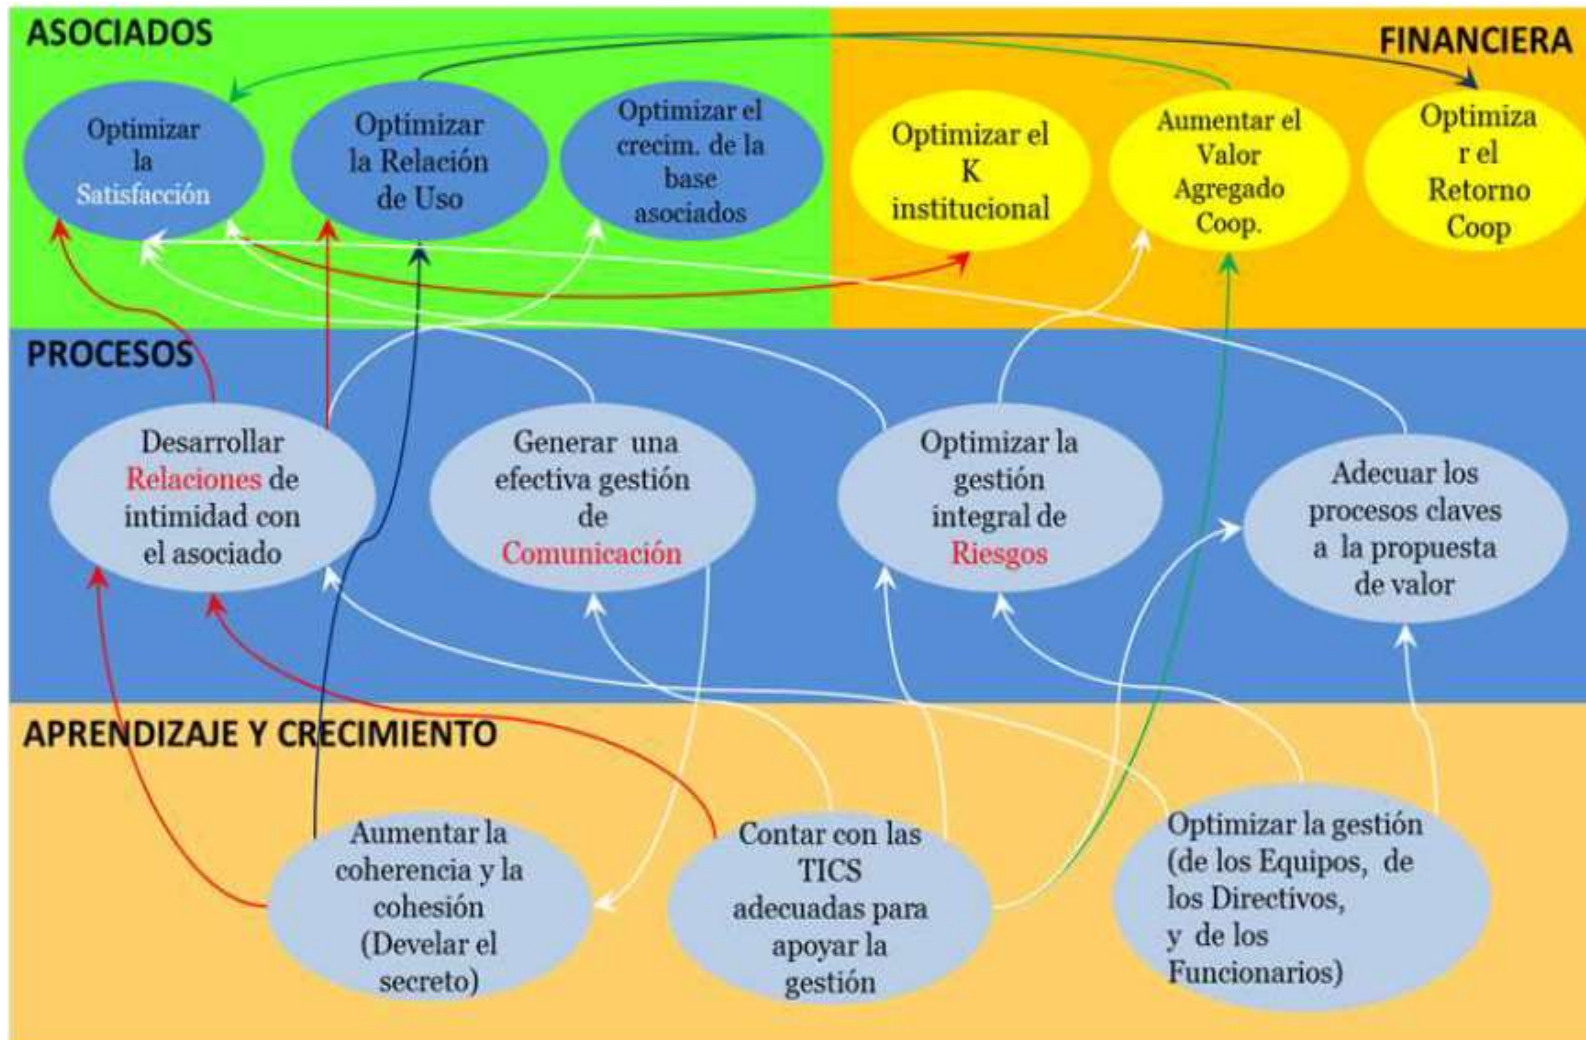 ASOCIADOS
FINANCIERA
Optimizar
la
Satisfacción
Optimizar
la Relación
de Uso
Optimizar el
crecim. de la
base
asociados
Optimizar el
K
institucional
Aumentar el
Valor
Agregado
Coop.
Optimiza
r el
Retorno
Coop
PROCESOS
Desarrollar
Relaciones de
intimidad con
el asociado
Generar una
efectiva gestión
de
Comunicación
Optimizar la
gestión
integral de
Riesgos
Adecuar los
procesos claves
a la propuesta
de valor
APRENDIZAJE Y CRECIMIENTO
Aumentar la
coherencia y la
cohesión
(Develar el
secreto)
Contar con las
TICS
adecuadas para
apoyar la
gestión
Optimizar la gestión
(de los Equipos, de
los Directivos,
y de los
Funcionarios)